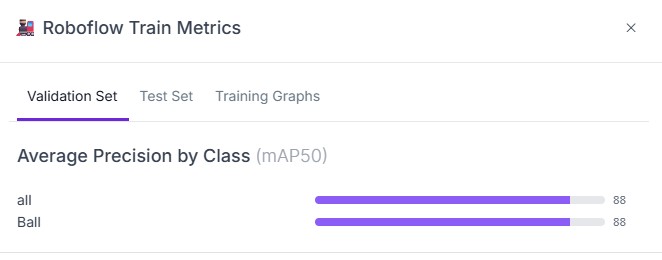 Roboflow Train Metrics
Validation Set Test Set Training Graphs
Average Precision by Class (mAP50)
all 88
Ball 88